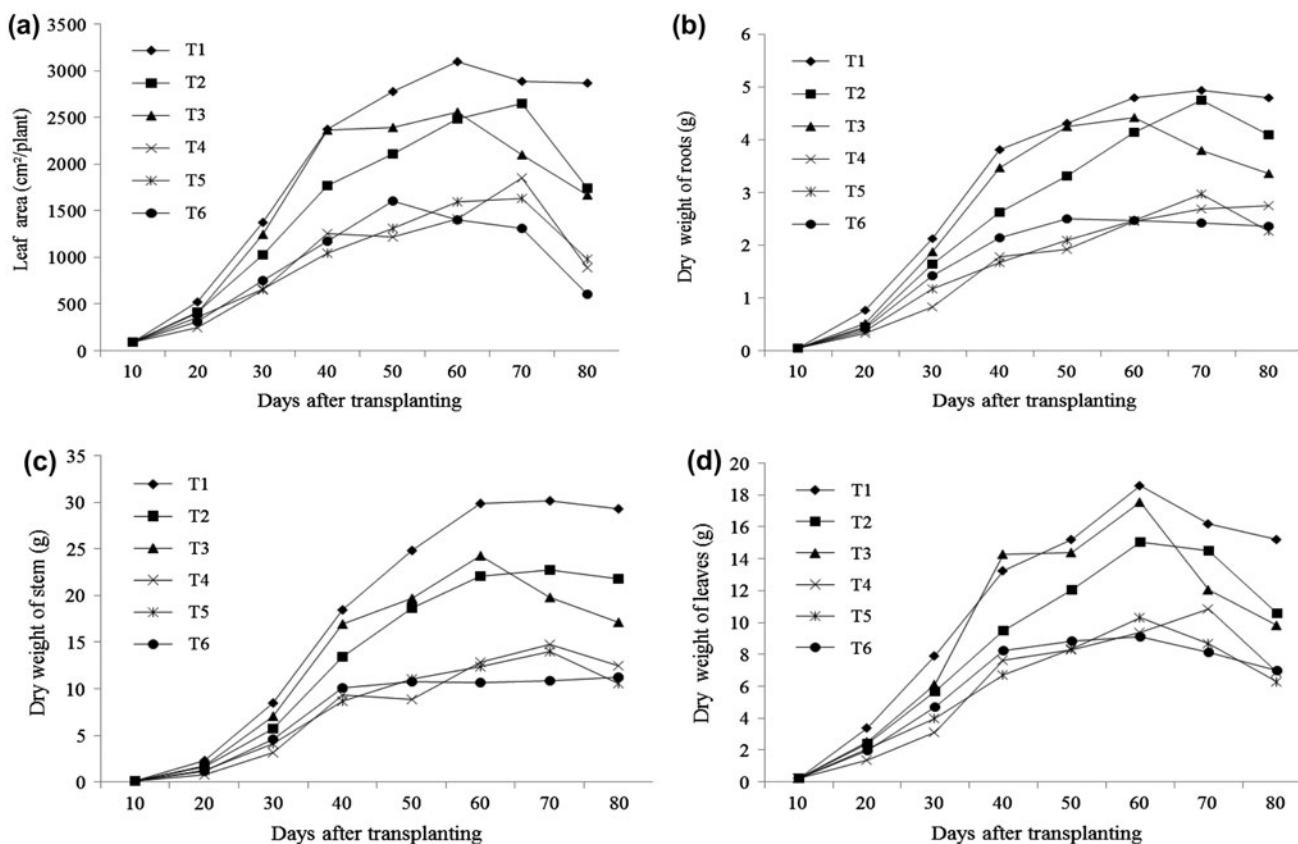 (a)
3500
3000
2500
2000
1500
1000
500
0
Leaf area (cm²/plant)
T1
T2
T3
T4
T5
T6
10 20 30 40 50 60 70 80
Days after transplanting
(b)
6
5
4
3
2
1
0
Dry weight of roots (g)
T1
T2
T3
T4
T5
T6
10 20 30 40 50 60 70 80
Days after transplanting
(c)
35
30
25
20
15
10
5
0
Dry weight of stem (g)
T1
T2
T3
T4
T5
T6
10 20 30 40 50 60 70 80
Days after transplanting
(d)
20
18
16
14
12
10
8
6
4
2
0
Dry weight of leaves (g)
T1
T2
T3
T4
T5
T6
10 20 30 40 50 60 70 80
Days after transplanting